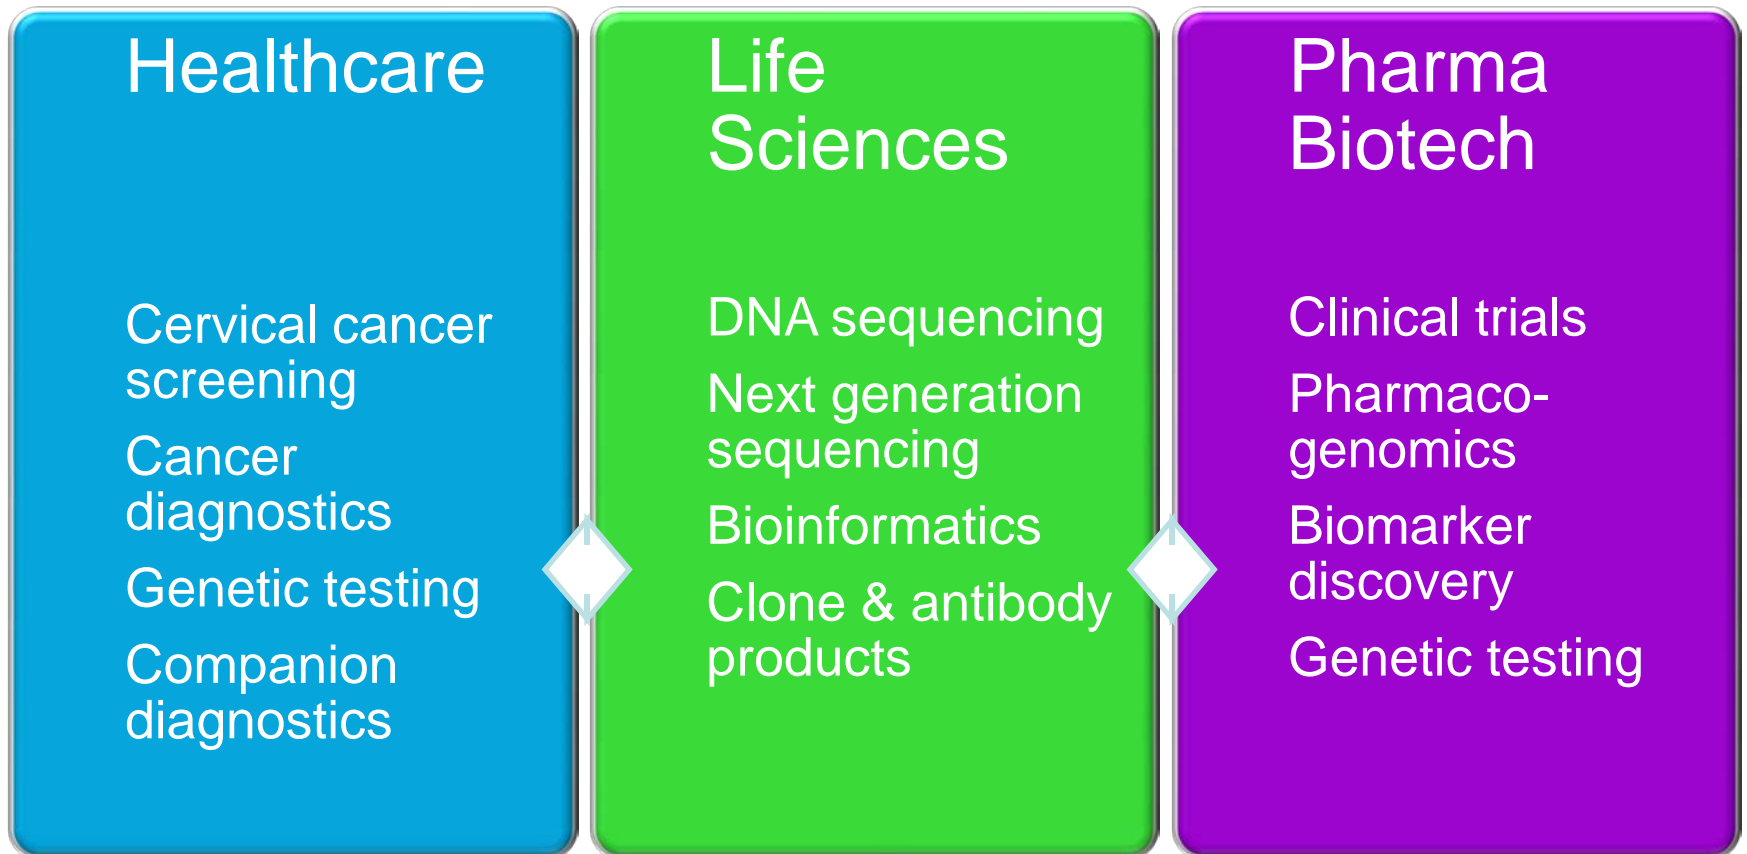 Healthcare
Cervical cancer
screening
Cancer
diagnostics
Genetic testing
Companion
diagnostics
Life
Sciences
DNA sequencing
Next generation
sequencing
Bioinformatics
Clone & antibody
products
Pharma
Biotech
Clinical trials
Pharmaco-
genomics
Biomarker
discovery
Genetic testing